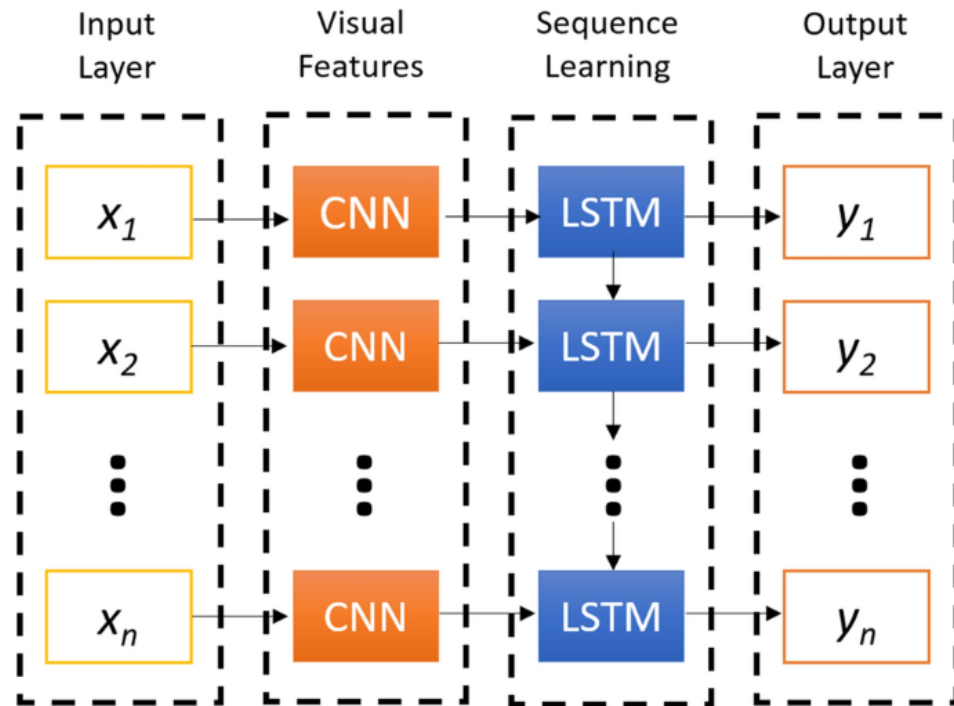 Input Layer
Visual Features
Sequence Learning
Output Layer
x1 CNN LSTM y1
x2 CNN LSTM y2
xn CNN LSTM yn